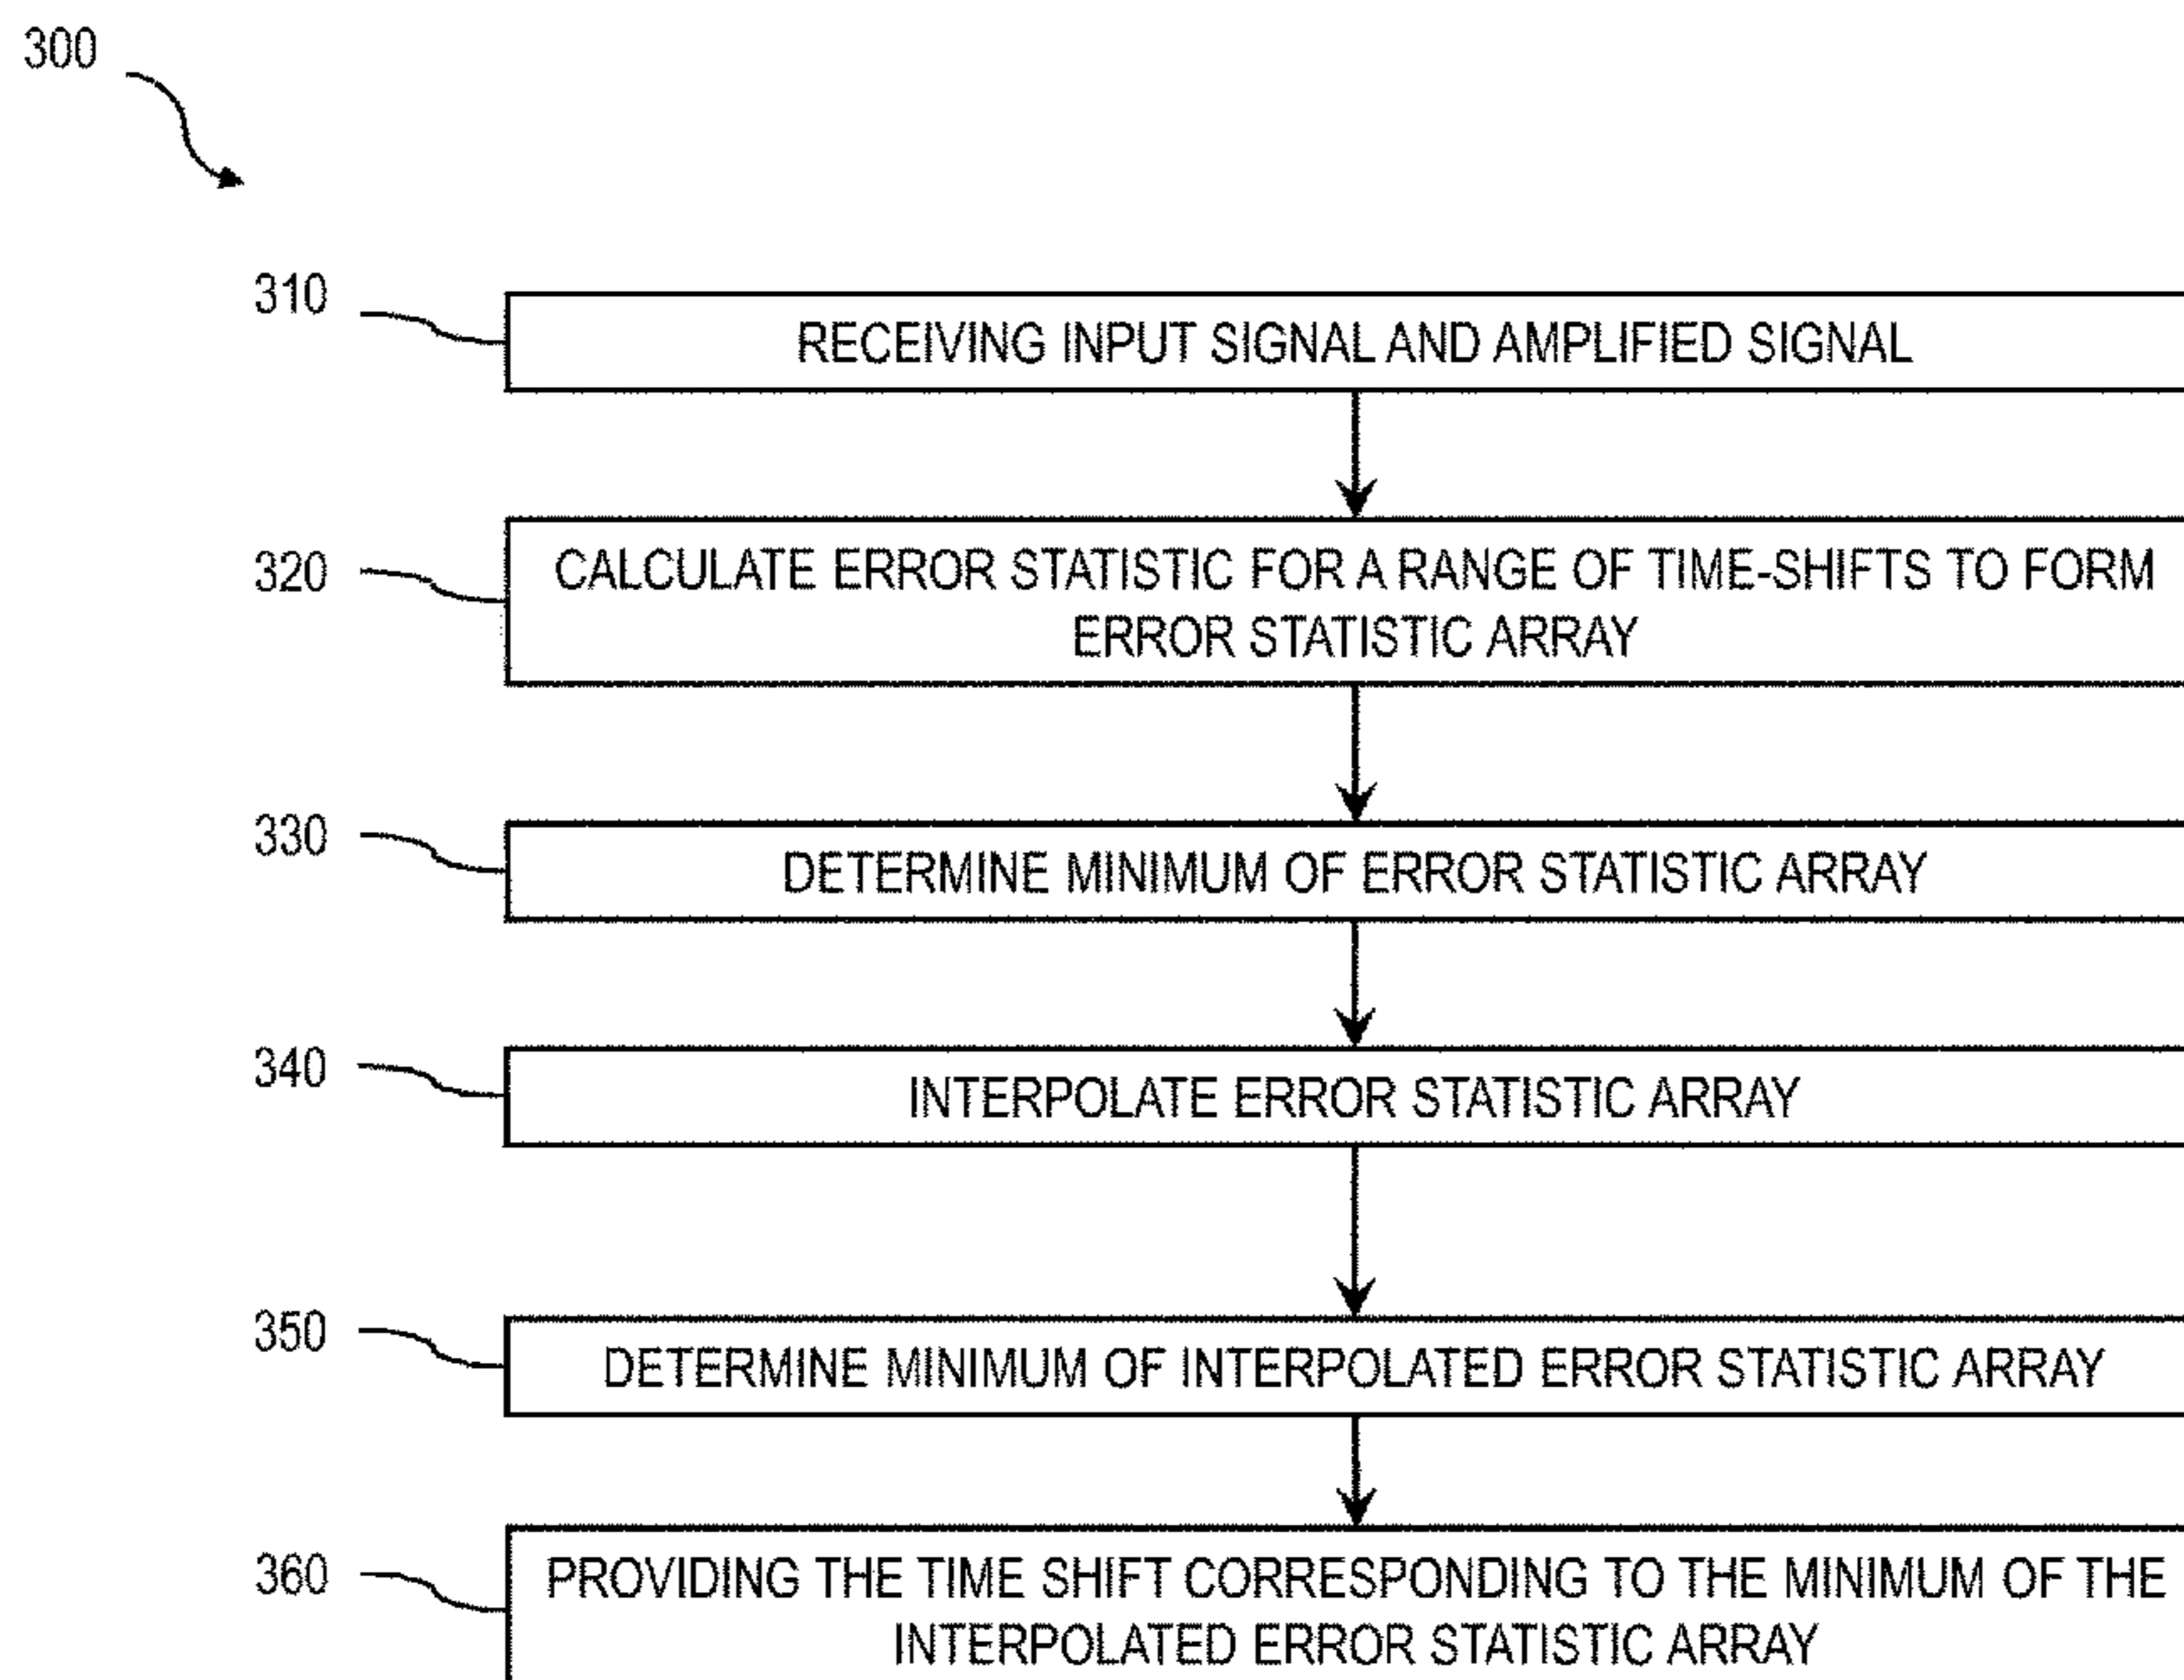 300
310
RECEIVING INPUT SIGNAL AND AMPLIFIED SIGNAL
320
CALCULATE ERROR STATISTIC FOR A RANGE OF TIME-SHIFTS TO FORM
ERROR STATISTIC ARRAY
330
DETERMINE MINIMUM OF ERROR STATISTIC ARRAY
340
INTERPOLATE ERROR STATISTIC ARRAY
350
DETERMINE MINIMUM OF INTERPOLATED ERROR STATISTIC ARRAY
360
PROVIDING THE TIME SHIFT CORRESPONDING TO THE MINIMUM OF THE
INTERPOLATED ERROR STATISTIC ARRAY